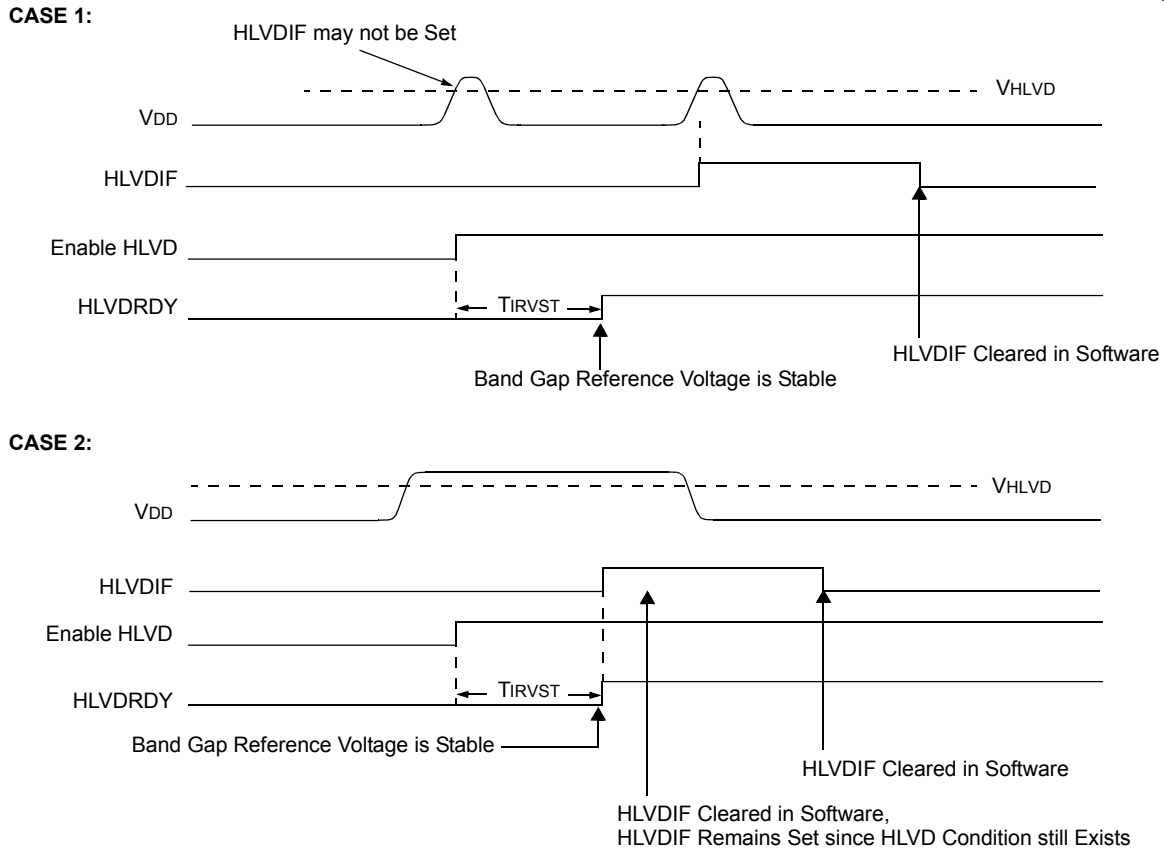 CASE 1:
HLVDIF may not be Set
VHLVD
VDD
HLVDIF
Enable HLVD
HLVDRDY
TIRVST
HLVDIF Cleared in Software
Band Gap Reference Voltage is Stable
CASE 2:
VHLVD
VDD
HLVDIF
Enable HLVD
HLVDRDY
TIRVST
Band Gap Reference Voltage is Stable
HLVDIF Cleared in Software
HLVDIF Cleared in Software,
HLVDIF Remains Set since HLVD Condition still Exists